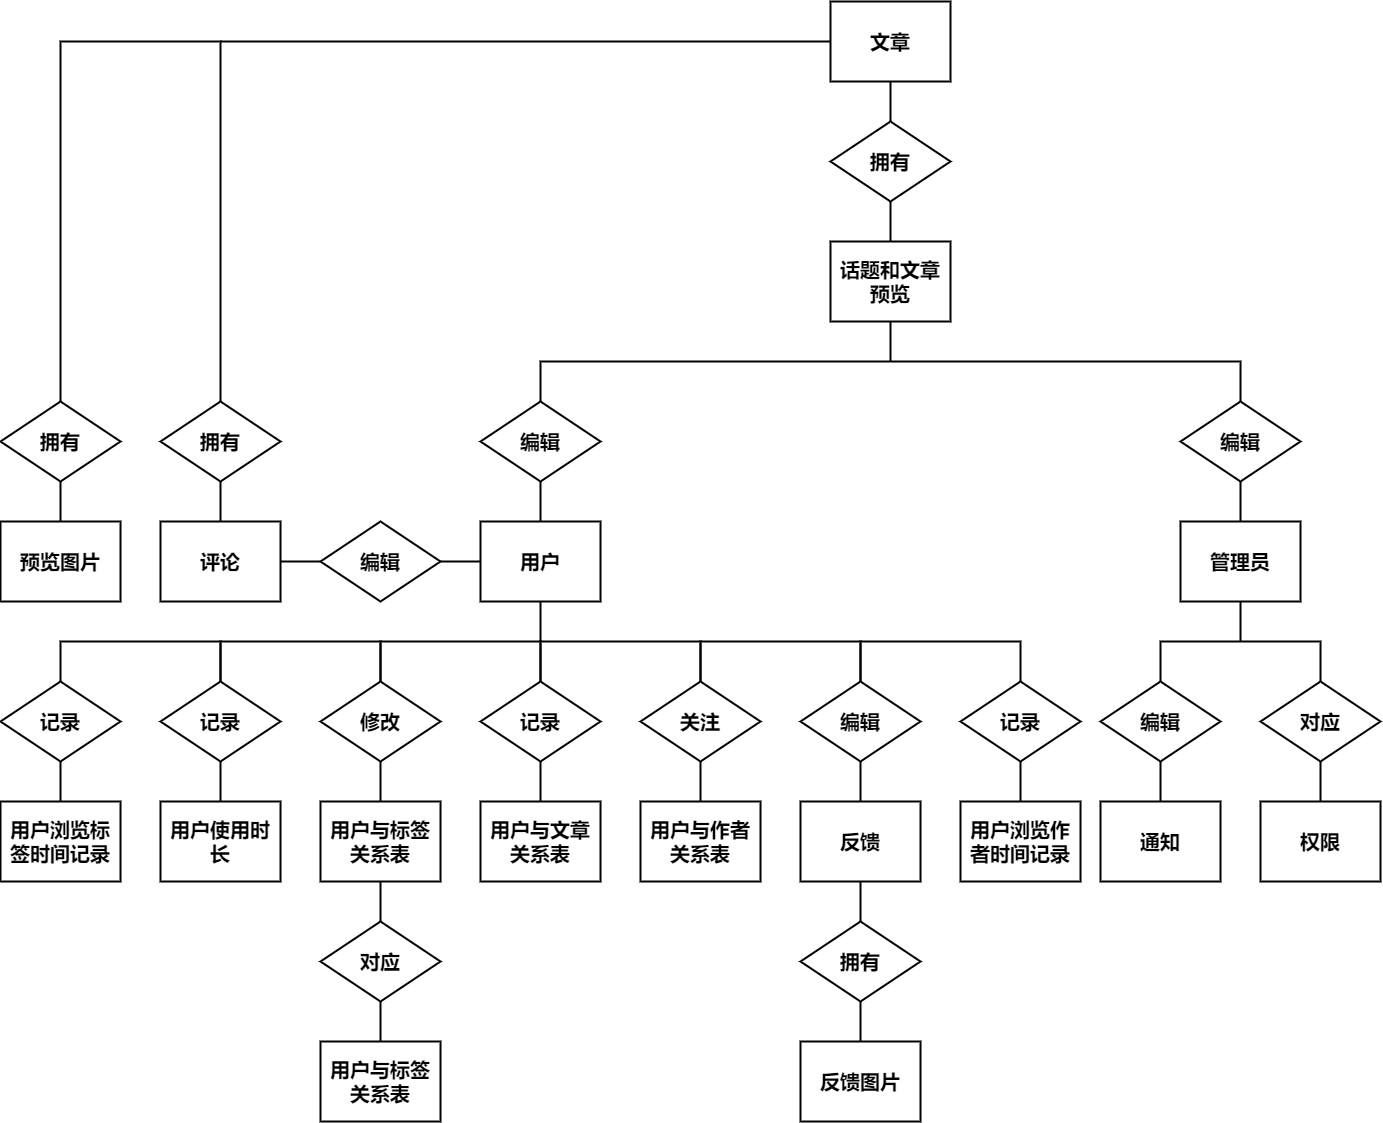 文章
拥有
话题和文章
预览
拥有
拥有
编辑
编辑
预览图片
评论
编辑
用户
管理员
记录
记录
修改
记录
关注
编辑
记录
编辑
对应
用户浏览标
签时间记录
用户使用时
长
用户与标签
关系表
用户与文章
关系表
用户与作者
关系表
反馈
用户浏览作
者时间记录
通知
权限
对应
拥有
用户与标签
关系表
反馈图片